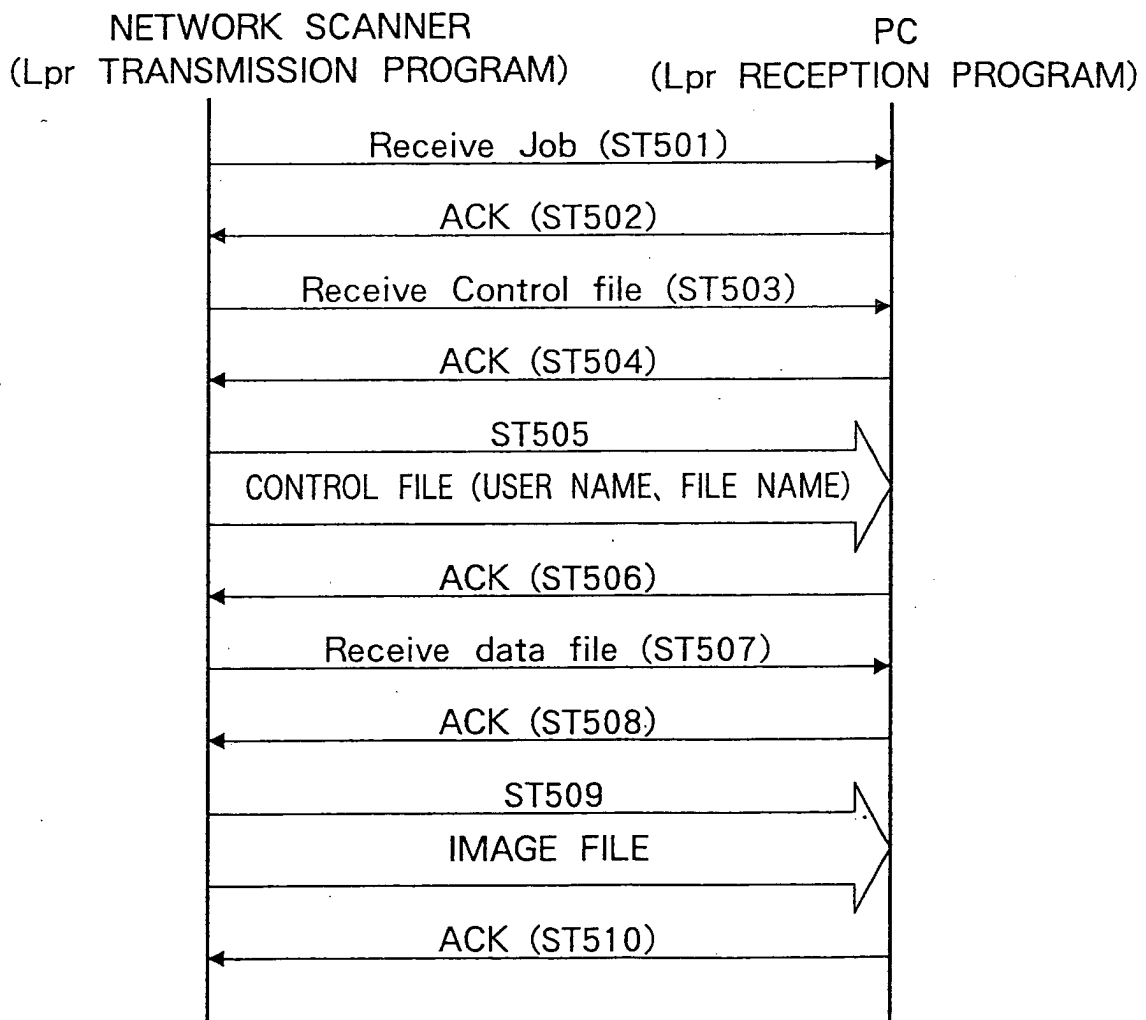 NETWORK SCANNER
(Lpr TRANSMISSION PROGRAM)
PC
(Lpr RECEPTION PROGRAM)
Receive Job (ST501)
ACK (ST502)
Receive Control file (ST503)
ACK (ST504)
ST505
CONTROL FILE (USER NAME、FILE NAME)
ACK (ST506)
Receive data file (ST507)
ACK (ST508)
ST509
IMAGE FILE
ACK (ST510)